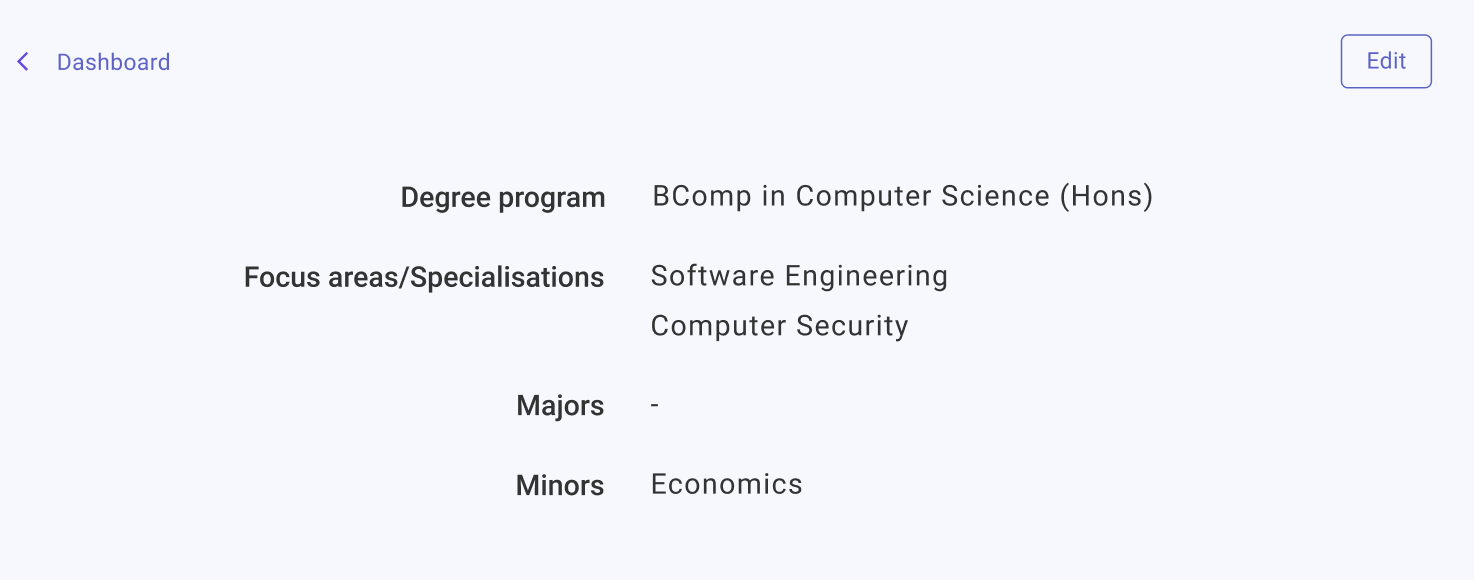 Dashboard
Edit
Degree program BComp in Computer Science (Hons)
Focus areas/Specialisations Software Engineering
Computer Security
Majors -
Minors Economics